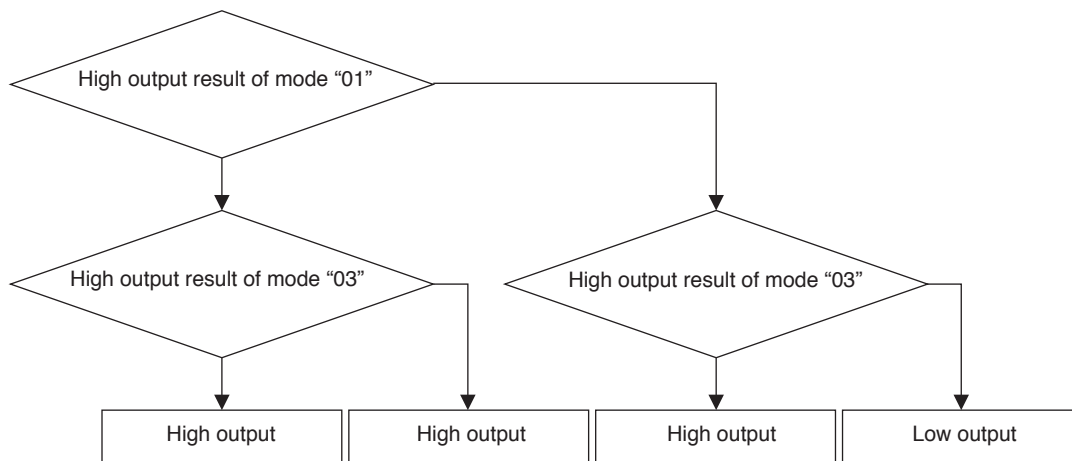 High output result of mode “01”
High output result of mode “03”
High output result of mode “03”
High output
High output
High output
Low output